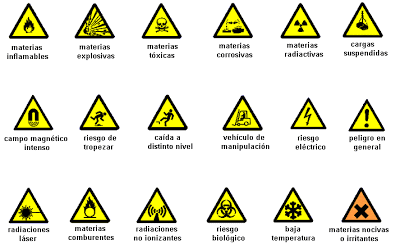 materias
inflamables
materias
explosivas
materias
tóxicas
materias
corrosivas
materias
radiactivas
cargas
suspendidas
campo magnético
intenso
riesgo de
tropezar
caída a
distinto nivel
vehículo de
manipulación
riesgo
eléctrico
peligro en
general
radiaciones
láser
materias
comburentes
radiaciones
no ionizantes
riesgo
biológico
baja
temperatura
materias nocivas
o irritantes